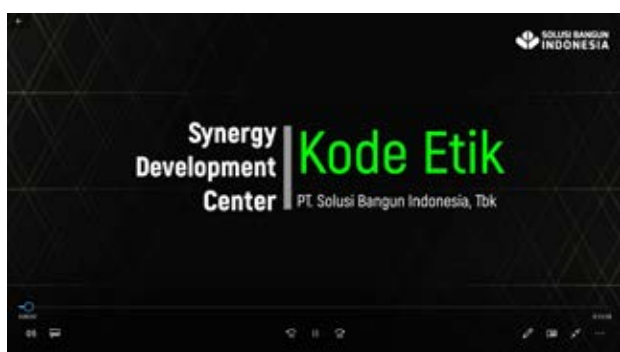 SOLUSI BANGUN
INDONESIA
Synergy
Development
Center
Kode Etik
PT. Solusi Bangun Indonesia, Tbk